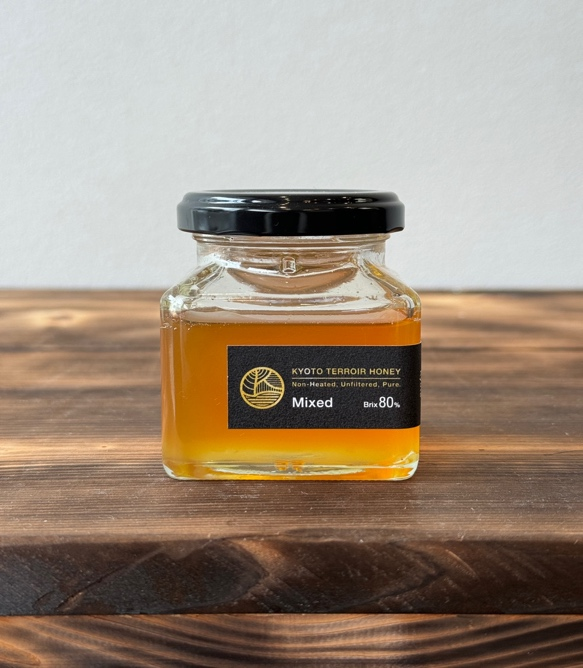 KYOTO TERROIR HONEY
Non-Heated, Unfiltered, Pure.
Mixed Brix80%